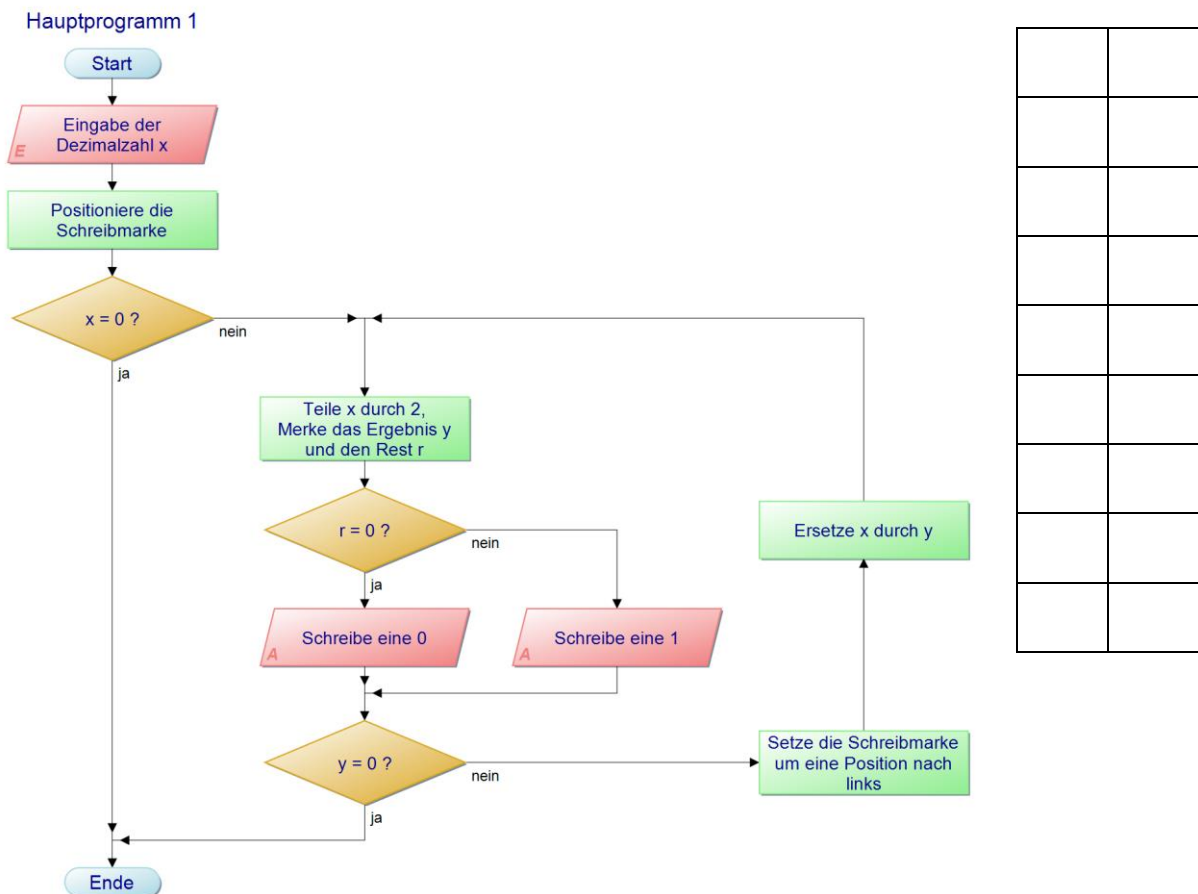 Hauptprogramm 1
Start
Eingabe der
Dezimalzahl x
E
Positioniere die
Schreibmarke
x = 0 ?
nein
ja
Teile x durch 2,
Merke das Ergebnis y
und den Rest r
r = 0 ?
nein
ja
Ersetze x durch y
Schreibe eine 0
A
Schreibe eine 1
A
y = 0 ?
nein
ja
Setze die Schreibmarke
um eine Position nach
links
Ende